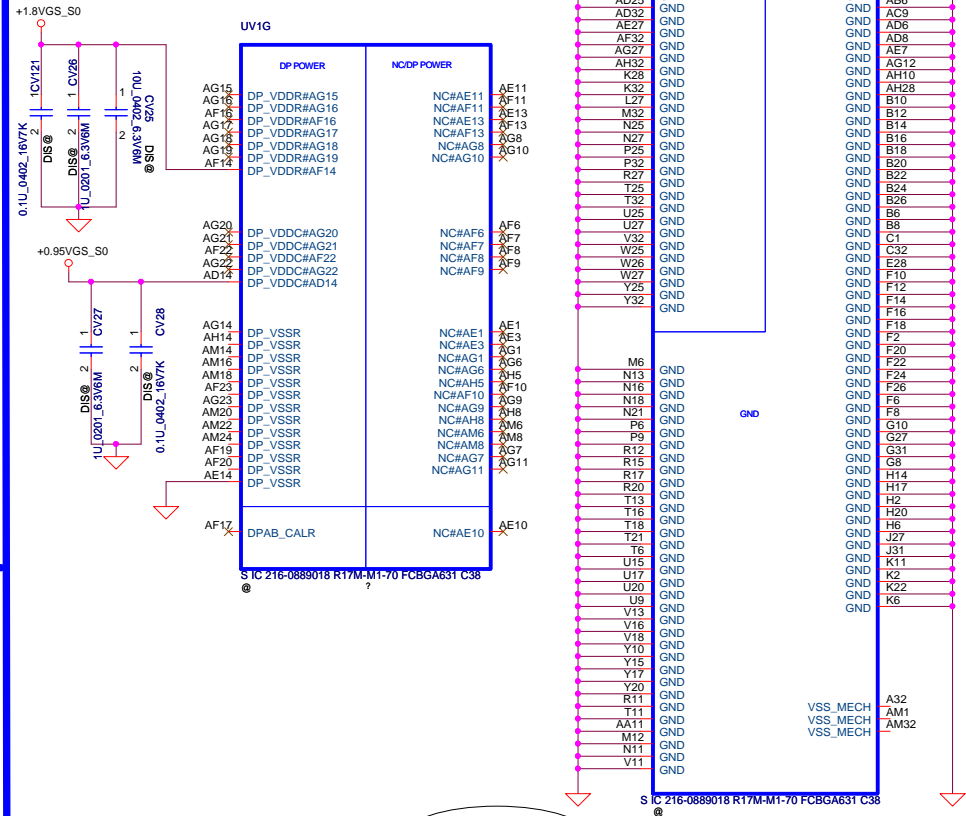 +1.8VGS_S0
1CV121
2
0.1U_0402_16V7K
DIS@
1 CV26
2
1U_0201_6.3V6M
DIS@
1
2
CV25 DIS@
10U_0402_6.3V6M
+0.95VGS_S0
1 CV27
2
DIS@
1U_0201_6.3V6M
1 CV28
2
DIS@
0.1U_0402_16V7K
UV1G
DP POWER NC/DP POWER
AG15 DP_VDDR#AG15 NC#AE11 AE11
AG16 DP_VDDR#AG16 NC#AF11 AF11
AF16 DP_VDDR#AF16 NC#AE13 AE13
AG17 DP_VDDR#AG17 NC#AF13 AF13
AG18 DP_VDDR#AG18 NC#AG8 AG8
AG19 DP_VDDR#AG19 NC#AG10 AG10
AF14 DP_VDDR#AF14
AG20 DP_VDDC#AG20 NC#AF6 AF6
AG21 DP_VDDC#AG21 NC#AF7 AF7
AF22 DP_VDDC#AF22 NC#AF8 AF8
AG22 DP_VDDC#AG22 NC#AF9 AF9
AD14 DP_VDDC#AD14
AG14 DP_VSSR NC#AE1 AE1
AH14 DP_VSSR NC#AE3 AE3
AM14 DP_VSSR NC#AG1 AG1
AM16 DP_VSSR NC#AG6 AG6
AM18 DP_VSSR NC#AH5 AH5
AF23 DP_VSSR NC#AF10 AF10
AG23 DP_VSSR NC#AG9 AG9
AM20 DP_VSSR NC#AH8 AH8
AM22 DP_VSSR NC#AM6 AM6
AM24 DP_VSSR NC#AM8 AM8
AF19 DP_VSSR NC#AG7 AG7
AF20 DP_VSSR NC#AG11 AG11
AE14 DP_VSSR
AF17 DPAB_CALR NC#AE10 AE10
S IC 216-0889018 R17M-M1-70 FCBGA631 C38
@ ?
AD25 GND GND AB6
AD32 GND GND AC9
AE27 GND GND AD6
AF32 GND GND AD8
AG27 GND GND AE7
AH32 GND GND AG12
K28 GND GND AH10
K32 GND GND AH28
L27 GND GND B10
M32 GND GND B12
N25 GND GND B14
N27 GND GND B16
P25 GND GND B18
P32 GND GND B20
R27 GND GND B22
T25 GND GND B24
T32 GND GND B26
U25 GND GND B6
U27 GND GND B8
V32 GND GND C1
W25 GND GND C32
W26 GND GND E28
W27 GND GND F10
Y25 GND GND F12
Y32 GND GND F14
GND F16
GND F18
GND F2
GND F20
M6 GND GND F22
N13 GND GND F24
N16 GND GND F26
N18 GND GND F6
N21 GND GND F8
P6 GND GND G10
P9 GND GND G27
R12 GND GND G31
R15 GND GND G8
R17 GND GND H14
R20 GND GND H17
T13 GND GND H2
T16 GND GND H20
T18 GND GND H6
T21 GND GND J27
T6 GND GND J31
U15 GND GND K11
U17 GND GND K2
U20 GND GND K22
U9 GND GND K6
V13 GND
V16 GND
V18 GND
Y10 GND
Y15 GND
Y17 GND
Y20 GND
R11 GND VSS_MECH A32
T11 GND VSS_MECH AM1
AA11 GND VSS_MECH AM32
M12 GND
N11 GND
V11 GND
GND
S IC 216-0889018 R17M-M1-70 FCBGA631 C38
@